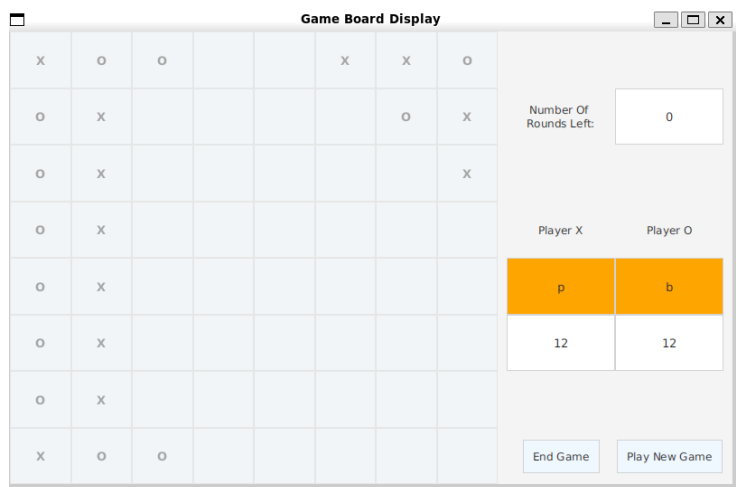 Game Board Display
X O O X X O
O X O X
O X X
O X
O X
O X
O X
X O O
Number Of
Rounds Left:
0
Player X Player O
p b
12 12
End Game Play New Game